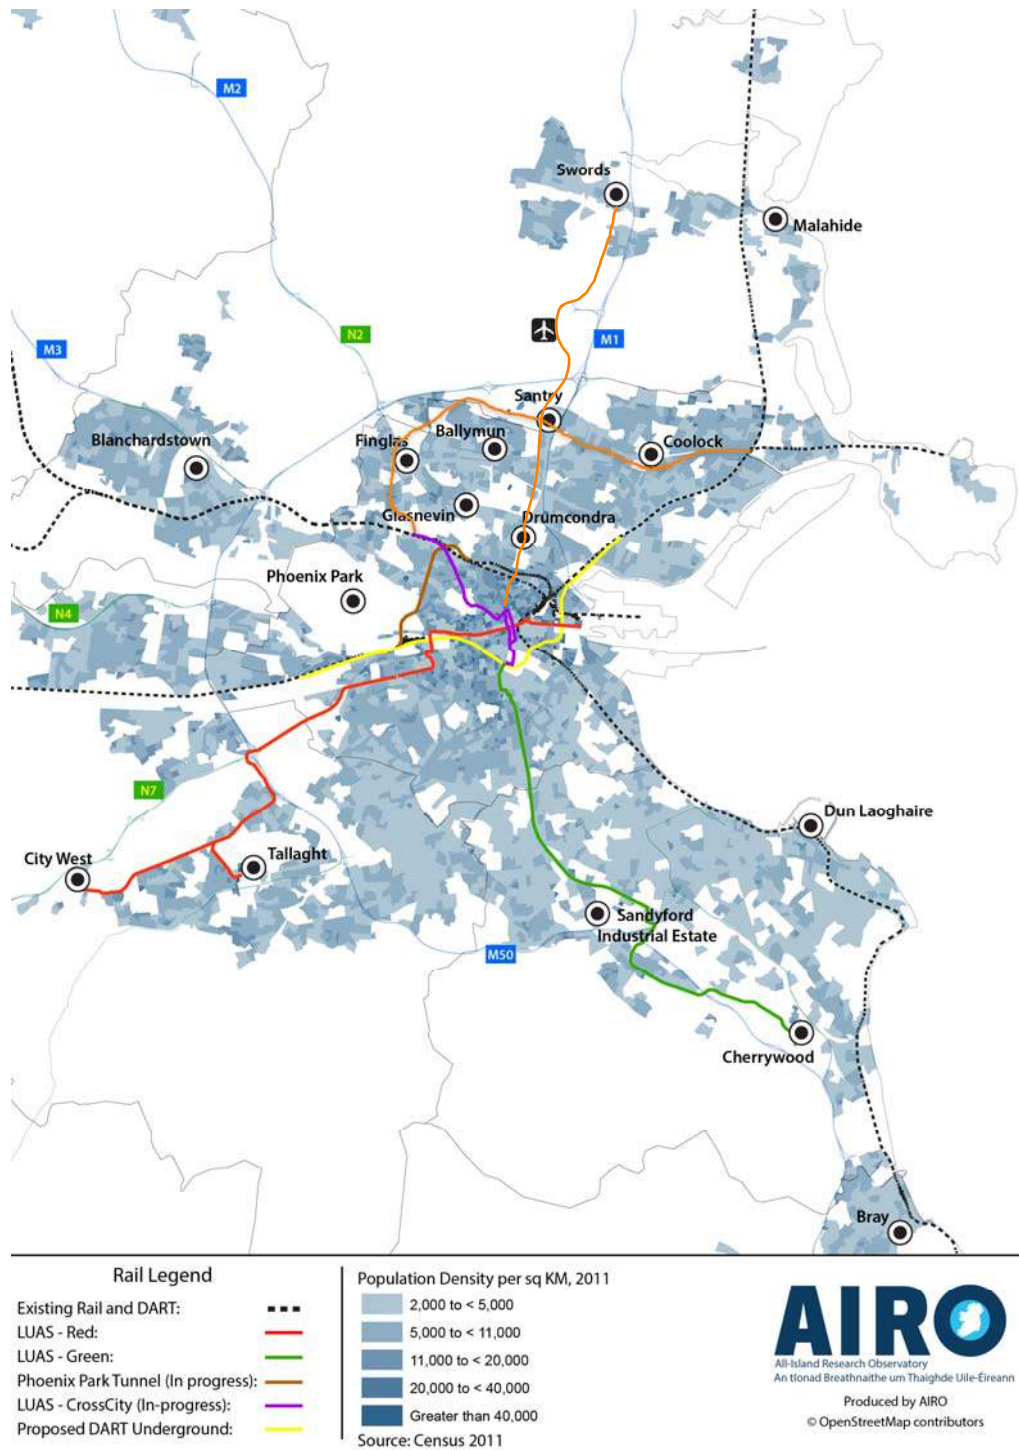 M2
Swords
Malahide
N2
M1
M3
Santry
Ballymun
Blanchardstown
Finglas
Coolock
Glasnevin
Drumcondra
Phoenix Park
N4
N7
Dun Laoghaire
City West
Tallaght
Sandyford
Industrial Estate
M50
Cherrywood
Bray
Rail Legend
Existing Rail and DART:
LUAS - Red:
LUAS - Green:
Phoenix Park Tunnel (In progress):
LUAS - CrossCity (In-progress):
Proposed DART Underground:
Population Density per sq KM, 2011
2,000 to < 5,000
5,000 to < 11,000
11,000 to < 20,000
20,000 to < 40,000
Greater than 40,000
Source: Census 2011
AIRO
All-Island Research Observatory
An tIonad Breathnaithe um Thaighde Uile-Éireann
Produced by AIRO
© OpenStreetMap contributors